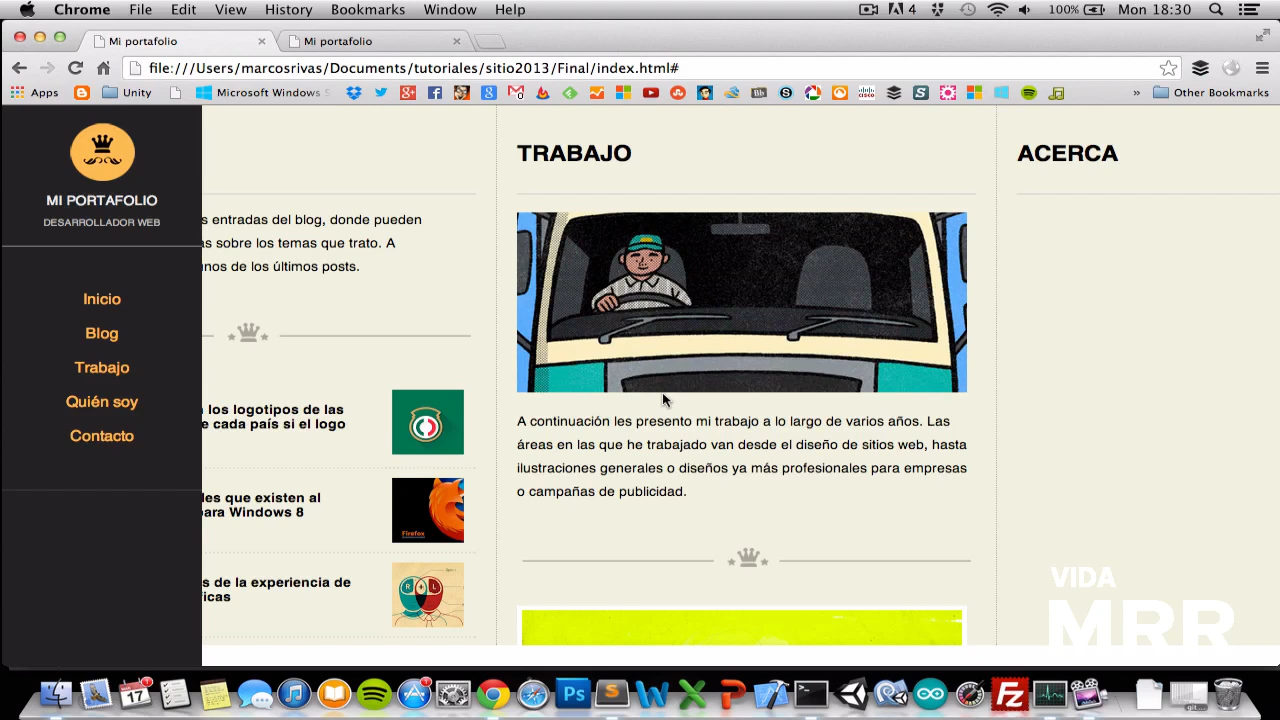 Chrome File Edit View History Bookmarks Window Help
4
100%
Mon 18:30
Mi portafolio
Mi portafolio
file:///Users/marcosrivas/Documents/tutoriales/sitio2013/Final/index.html#
Apps
Unity
Microsoft Windows
»
Other Bookmarks
MI PORTAFOLIO
DESARROLLADOR WEB
Inicio
Blog
Trabajo
Quién soy
Contacto
s entradas del blog, donde pueden
as sobre los temas que trato. A
nos de los últimos posts.
los logotipos de las
e cada país si el logo
les que existen al
para Windows 8
Firefox
s de la experiencia de
icas
R + L
TRABAJO
A continuación les presento mi trabajo a lo largo de varios años. Las
áreas en las que he trabajado van desde el diseño de sitios web, hasta
ilustraciones generales o diseños ya más profesionales para empresas
o campañas de publicidad.
ACERCA
VIDA
MRR
17
Ps
S
W
X
P
Fz